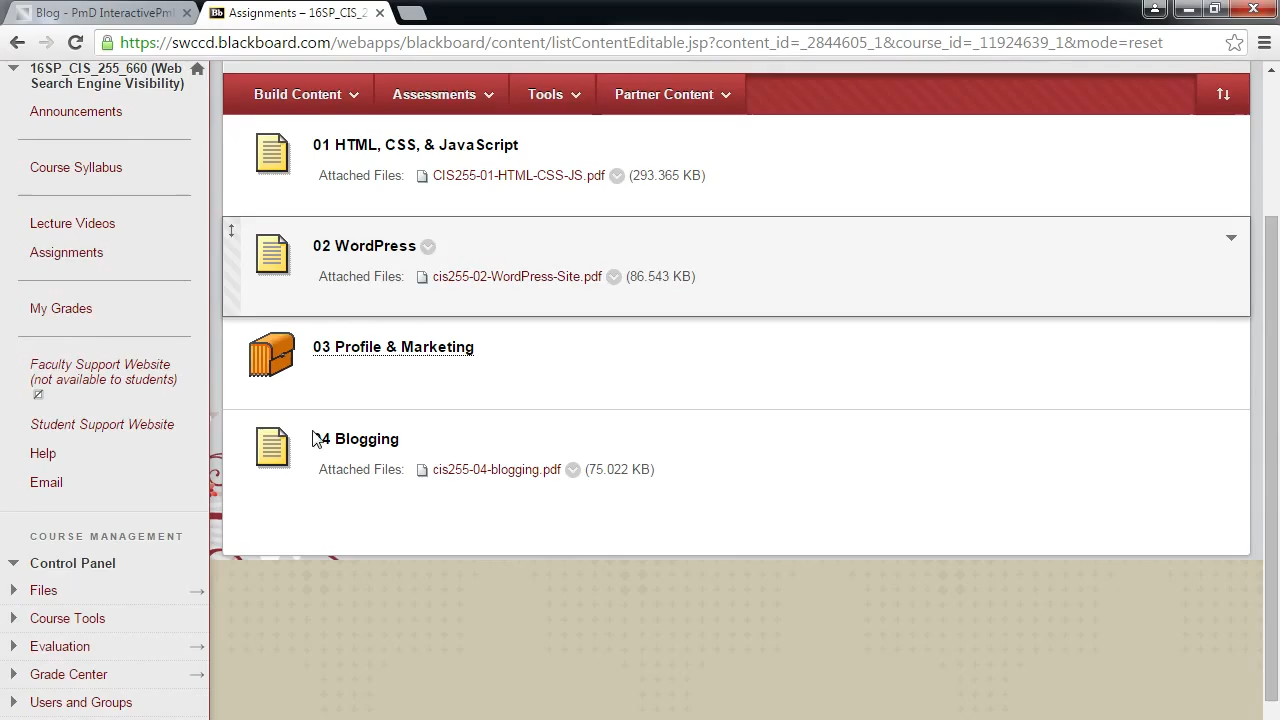 Blog - PmD InteractivePm
Bb Assignments – 16SP_CIS_2
https://swccd.blackboard.com/webapps/blackboard/content/listContentEditable.jsp?content_id=_2844605_1&course_id=_11924639_1&mode=reset
16SP_CIS_255_660 (Web
Search Engine Visibility)
Announcements
Course Syllabus
Lecture Videos
Assignments
My Grades
Faculty Support Website
(not available to students)
Student Support Website
Help
Email
COURSE MANAGEMENT
Control Panel
Files
Course Tools
Evaluation
Grade Center
Users and Groups
Build Content Assessments Tools Partner Content
01 HTML, CSS, & JavaScript
Attached Files: CIS255-01-HTML-CSS-JS.pdf (293.365 KB)
02 WordPress
Attached Files: cis255-02-WordPress-Site.pdf (86.543 KB)
03 Profile & Marketing
04 Blogging
Attached Files: cis255-04-blogging.pdf (75.022 KB)